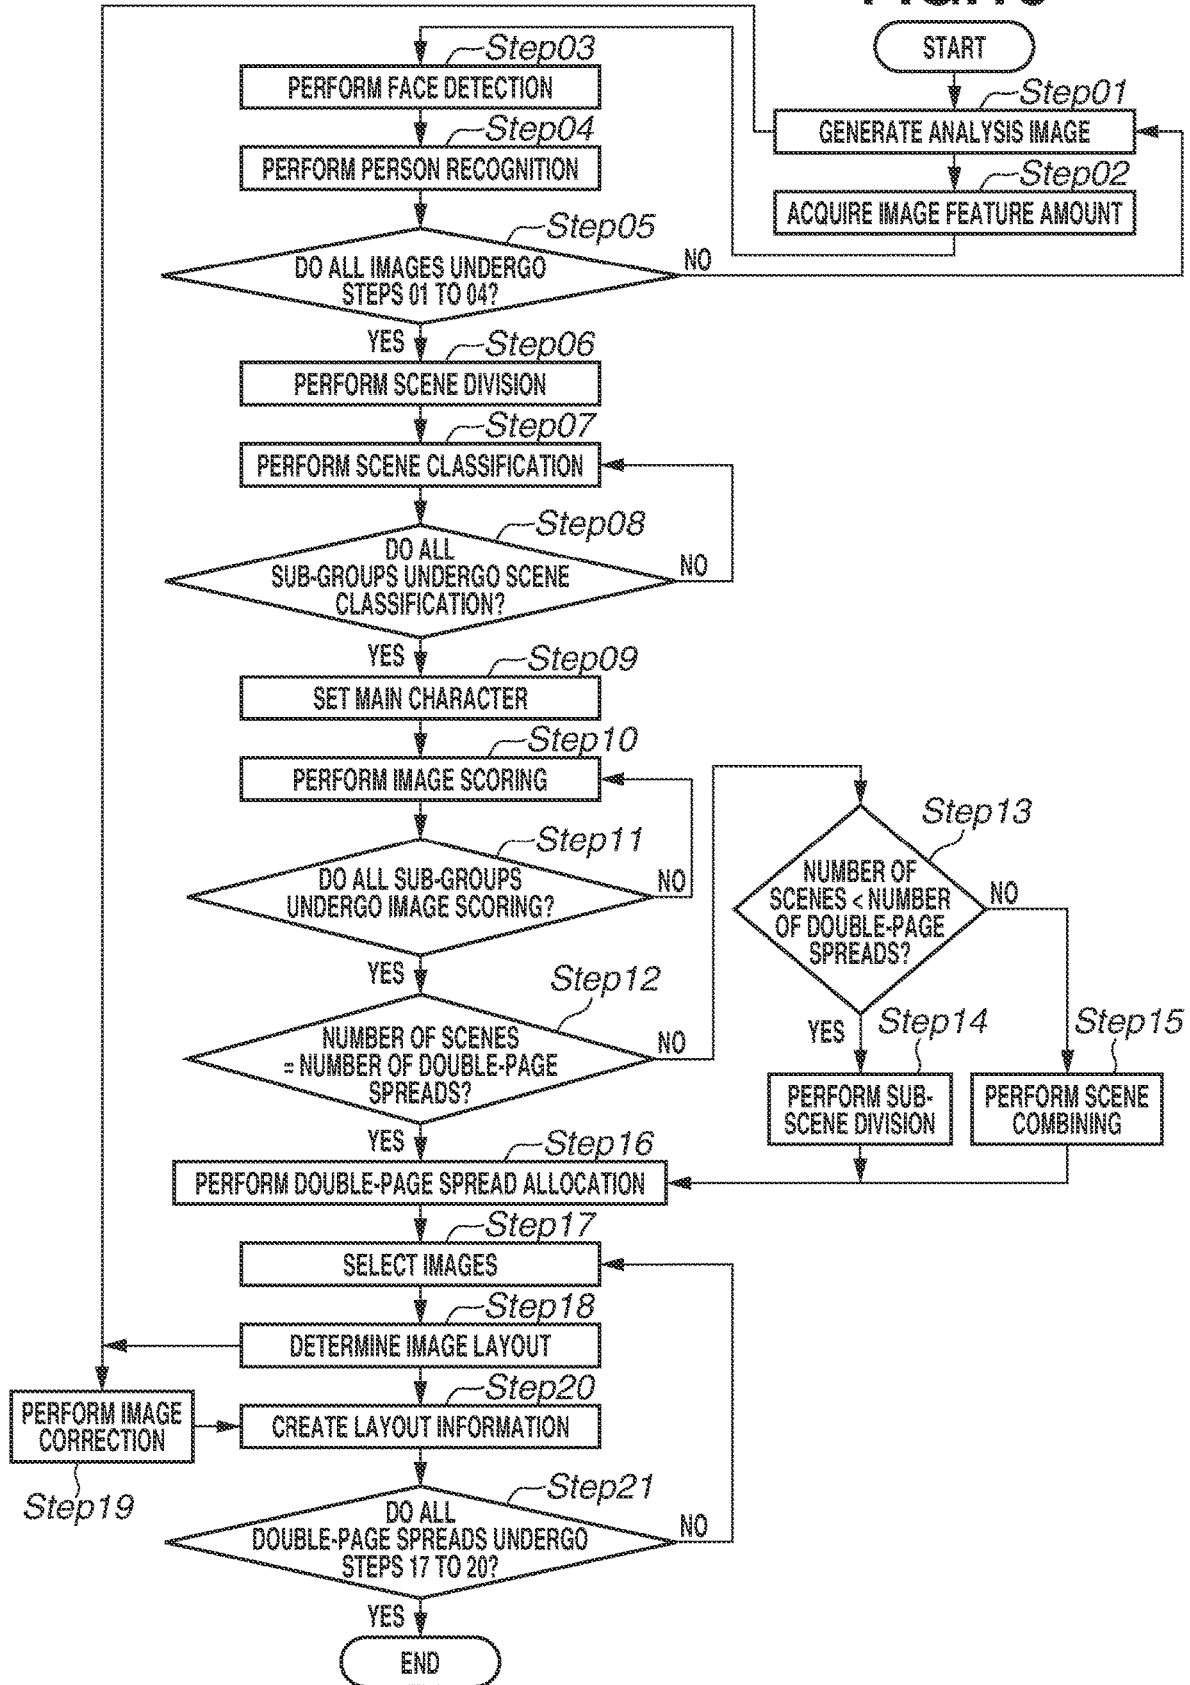 START
Step01
GENERATE ANALYSIS IMAGE
Step02
ACQUIRE IMAGE FEATURE AMOUNT
Step03
PERFORM FACE DETECTION
Step04
PERFORM PERSON RECOGNITION
Step05
DO ALL IMAGES UNDERGO
STEPS 01 TO 04?
NO
YES
Step06
PERFORM SCENE DIVISION
Step07
PERFORM SCENE CLASSIFICATION
Step08
DO ALL
SUB-GROUPS UNDERGO SCENE
CLASSIFICATION?
NO
YES
Step09
SET MAIN CHARACTER
Step10
PERFORM IMAGE SCORING
Step11
DO ALL SUB-GROUPS
UNDERGO IMAGE SCORING?
NO
YES
Step12
NUMBER OF SCENES
= NUMBER OF DOUBLE-PAGE
SPREADS?
NO
YES
Step13
NUMBER OF
SCENES < NUMBER
OF DOUBLE-PAGE
SPREADS?
NO
YES
Step14
PERFORM SUB-
SCENE DIVISION
Step15
PERFORM SCENE
COMBINING
Step16
PERFORM DOUBLE-PAGE SPREAD ALLOCATION
Step17
SELECT IMAGES
Step18
DETERMINE IMAGE LAYOUT
PERFORM IMAGE
CORRECTION
Step19
Step20
CREATE LAYOUT INFORMATION
Step21
DO ALL
DOUBLE-PAGE SPREADS UNDERGO
STEPS 17 TO 20?
NO
YES
END